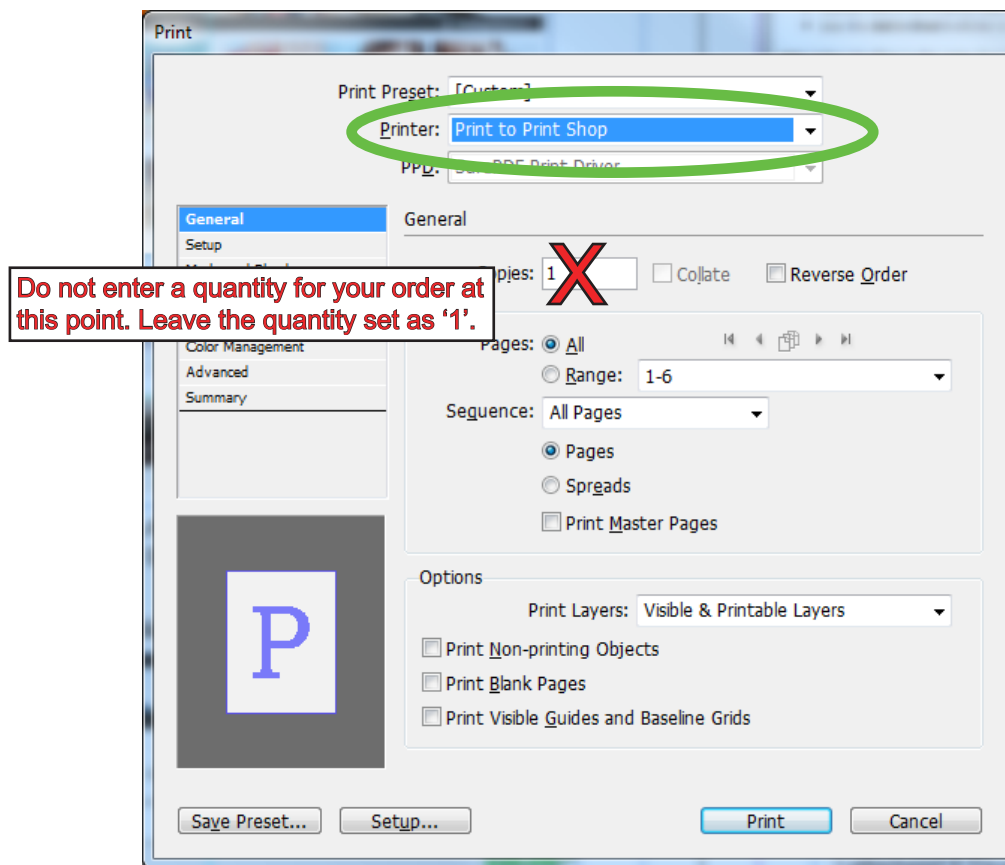 Print
Print Preset: [Custom]
Printer: Print to Print Shop
PPD: PDF Print Driver
General
General
Setup
Copies: 1 X Collate Reverse Order
Do not enter a quantity for your order at
this point. Leave the quantity set as ‘1’.
Color Management
Pages: All
Advanced
Range: 1-6
Summary
Sequence: All Pages
Pages
Spreads
Print Master Pages
P
Options
Print Layers: Visible & Printable Layers
Print Non-printing Objects
Print Blank Pages
Print Visible Guides and Baseline Grids
Save Preset...
Setup...
Print
Cancel